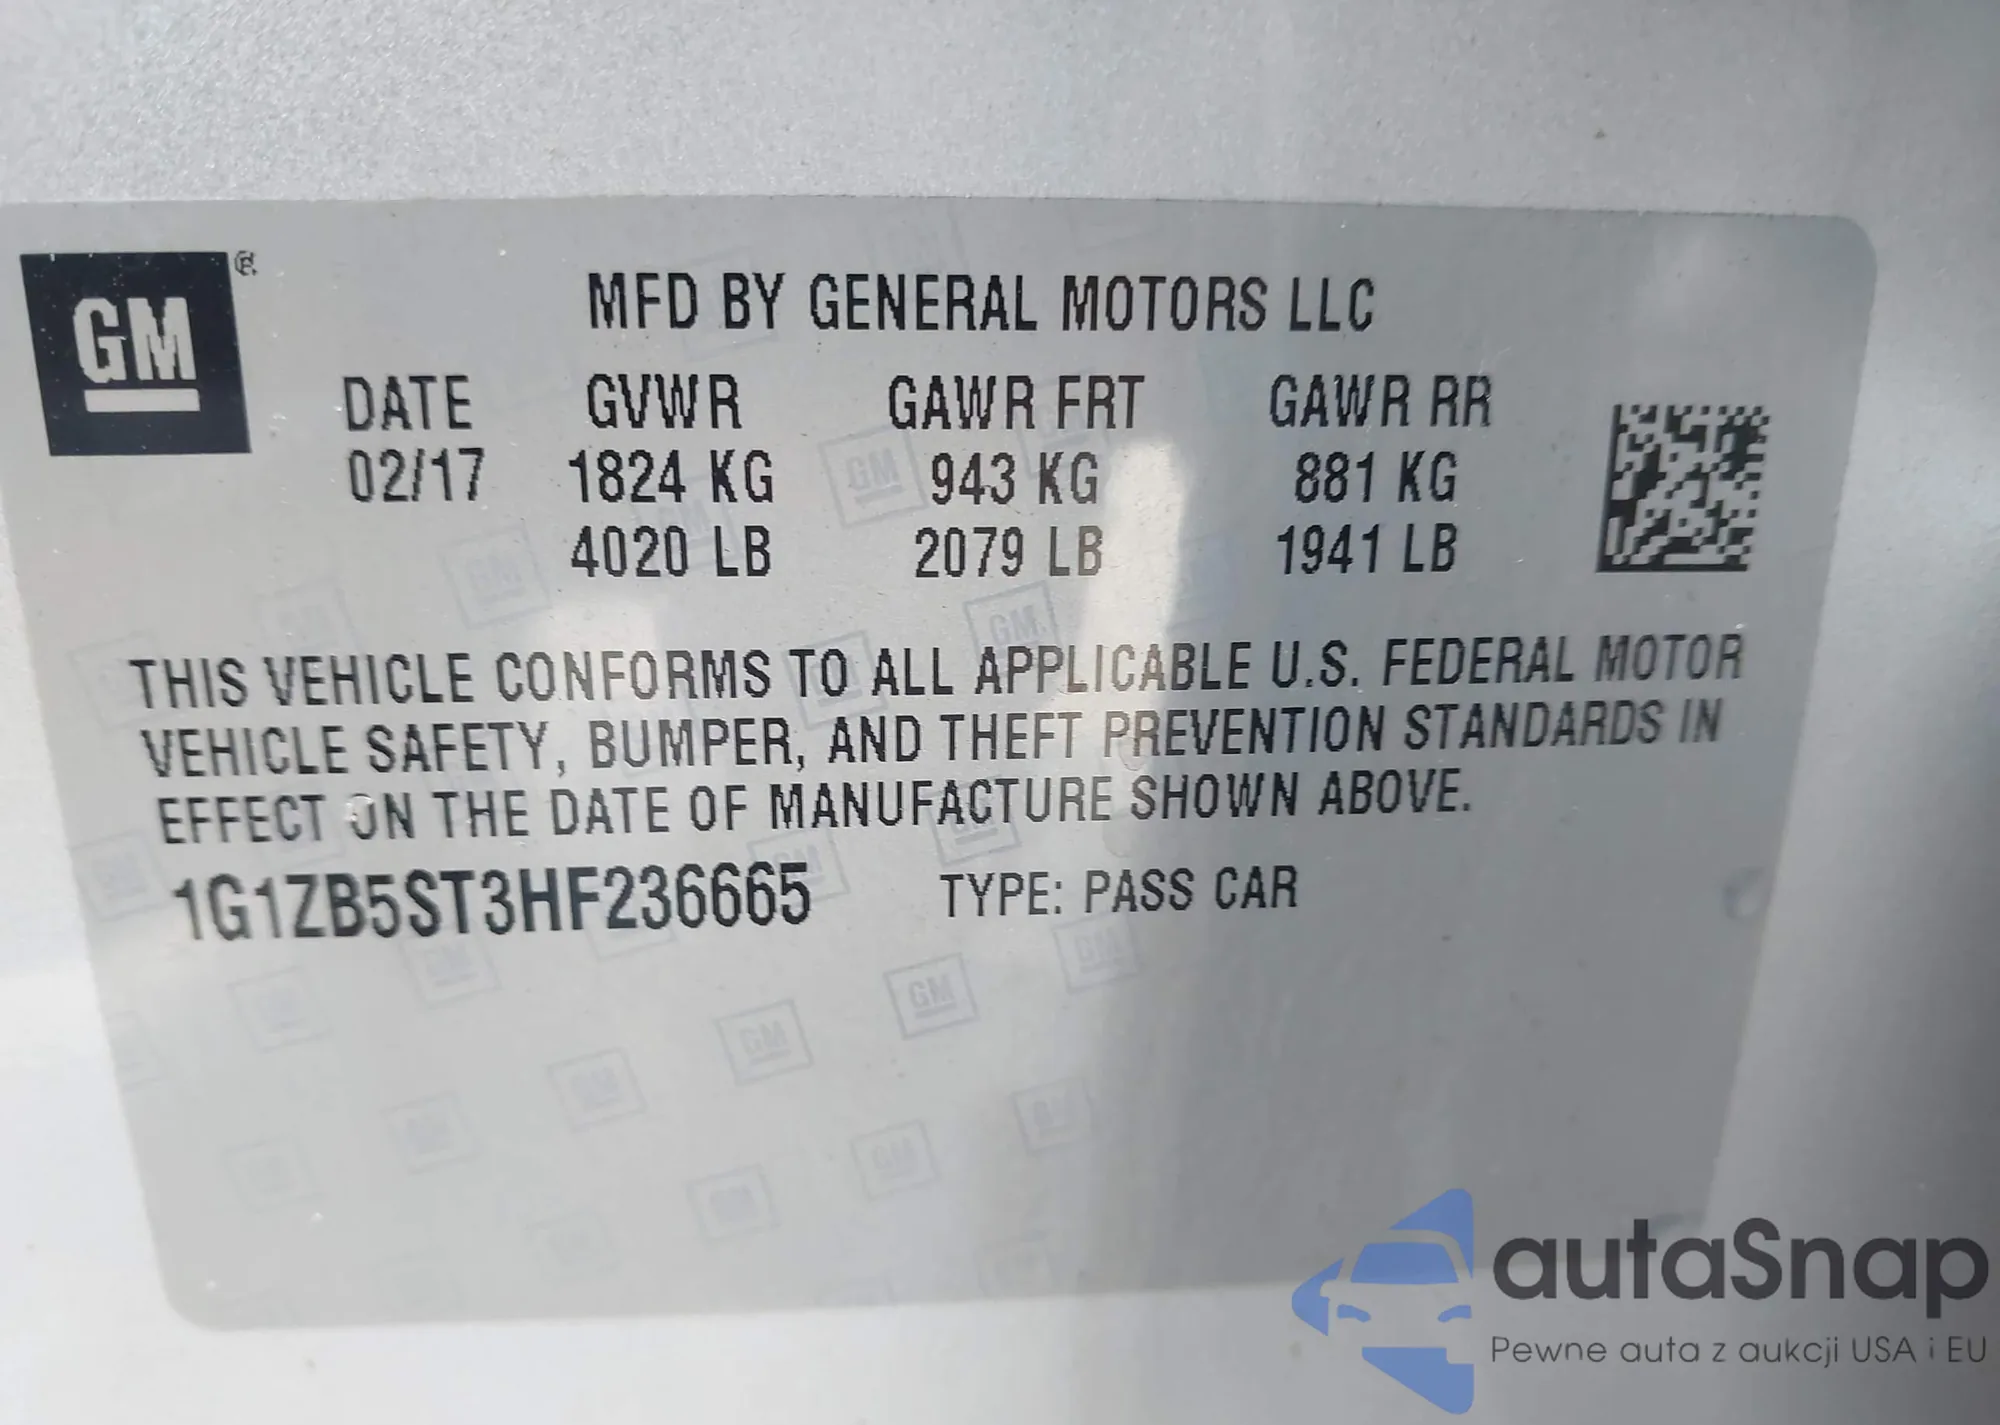 GM
MFD BY GENERAL MOTORS LLC
DATE GVWR GAWR FRT GAWR RR
02/17 1824 KG 943 KG 881 KG
4020 LB 2079 LB 1941 LB
THIS VEHICLE CONFORMS TO ALL APPLICABLE U.S. FEDERAL MOTOR
VEHICLE SAFETY, BUMPER, AND THEFT PREVENTION STANDARDS IN
EFFECT ON THE DATE OF MANUFACTURE SHOWN ABOVE.
1G1ZB5ST3HF236665 TYPE: PASS CAR
autaSnap
Pewne auta z aukcji USA i EU